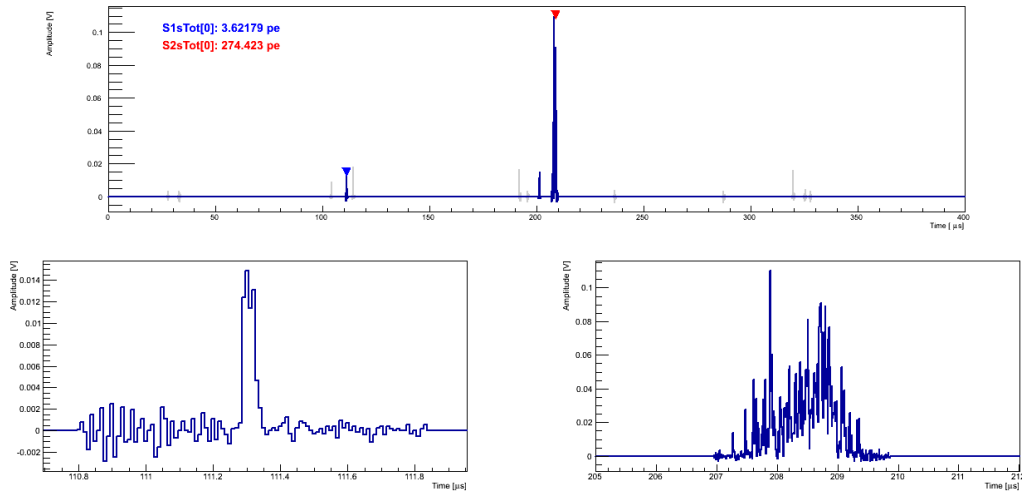 Amplitude [V]
S1sTot[0]: 3.62179 pe
S2sTot[0]: 274.423 pe
0.1
0.08
0.06
0.04
0.02
0
0 50 100 150 200 250 300 350 400
Time [ μs]
Amplitude [V]
0.014
0.012
0.01
0.008
0.006
0.004
0.002
0
-0.002
110.8 111 111.2 111.4 111.6 111.8
Time [μs]
Amplitude [V]
0.1
0.08
0.06
0.04
0.02
0
205 206 207 208 209 210 211 212
Time [μs]